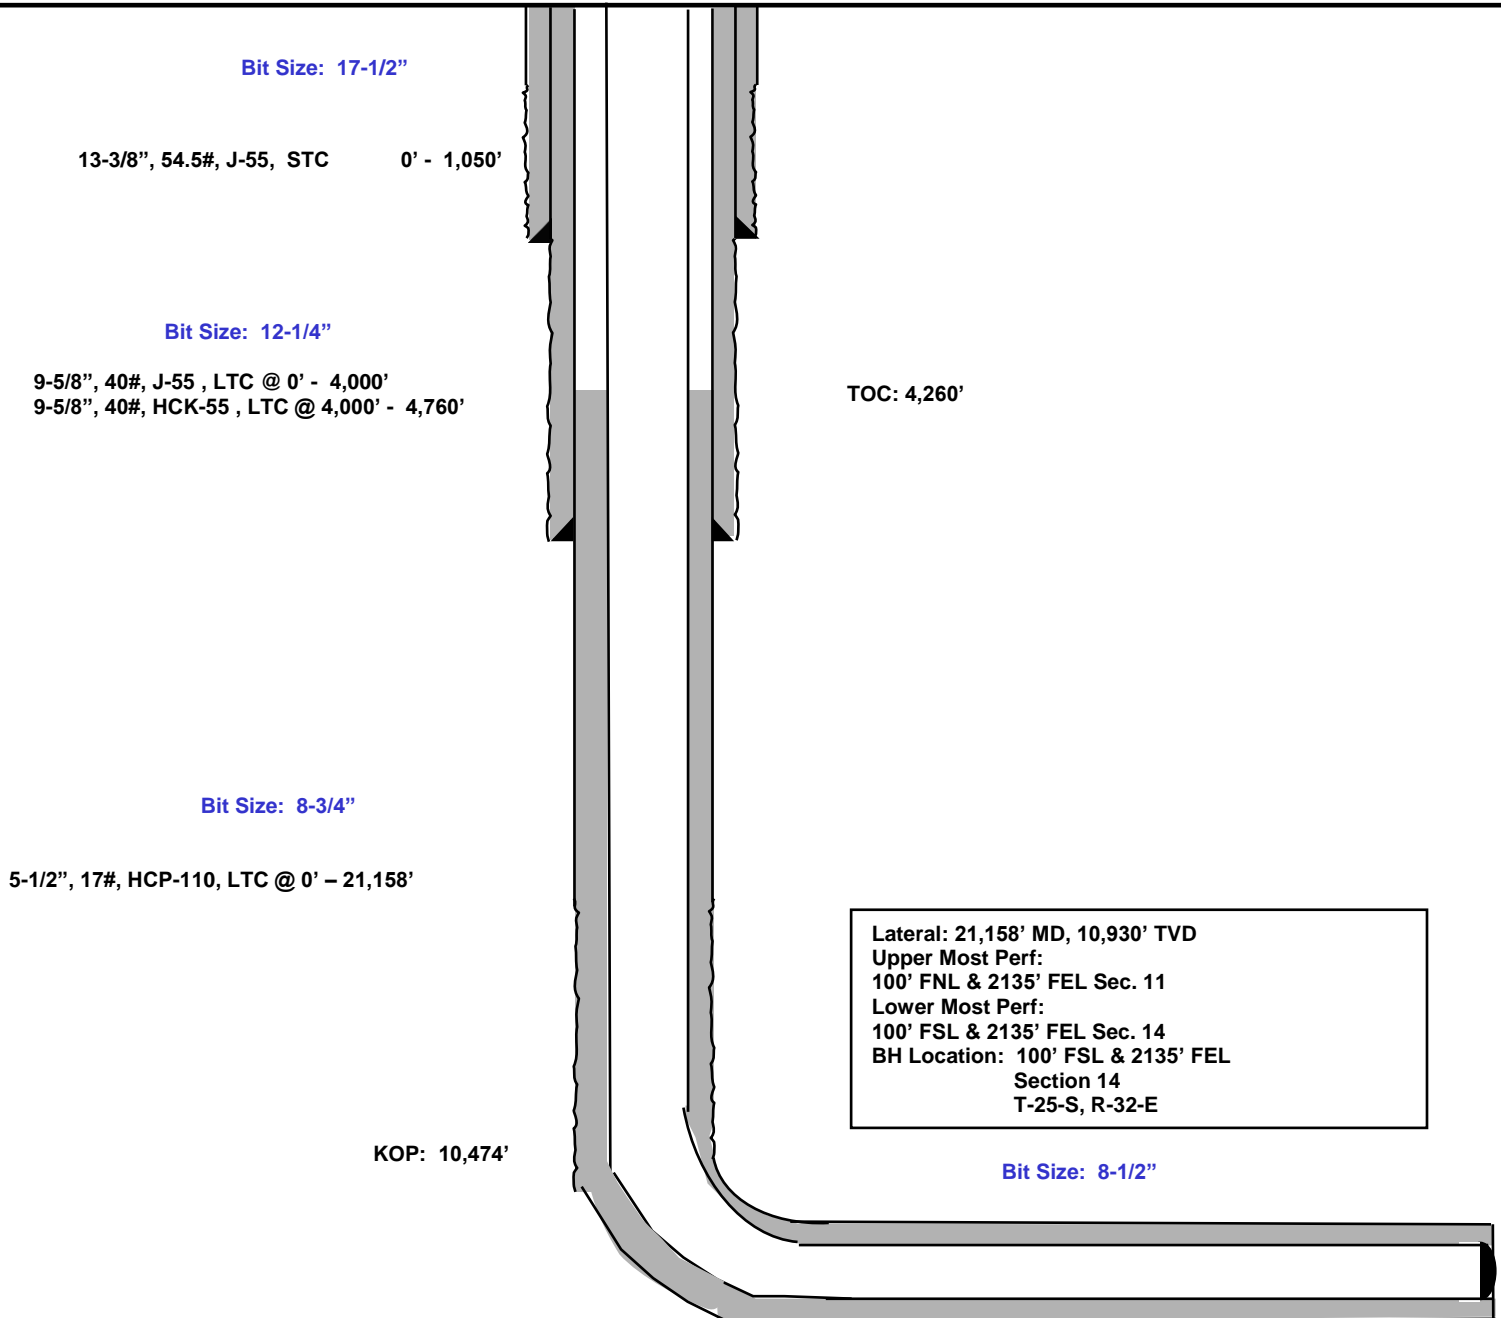 Bit Size: 17-1/2”
13-3/8”, 54.5#, J-55, STC 0’ - 1,050’
Bit Size: 12-1/4”
9-5/8”, 40#, J-55 , LTC @ 0’ - 4,000’
9-5/8”, 40#, HCK-55 , LTC @ 4,000’ - 4,760’
TOC: 4,260’
Bit Size: 8-3/4”
5-1/2”, 17#, HCP-110, LTC @ 0’ – 21,158’
Lateral: 21,158’ MD, 10,930’ TVD
Upper Most Perf:
100’ FNL & 2135’ FEL Sec. 11
Lower Most Perf:
100’ FSL & 2135’ FEL Sec. 14
BH Location: 100’ FSL & 2135’ FEL
Section 14
T-25-S, R-32-E
KOP: 10,474’
Bit Size: 8-1/2”